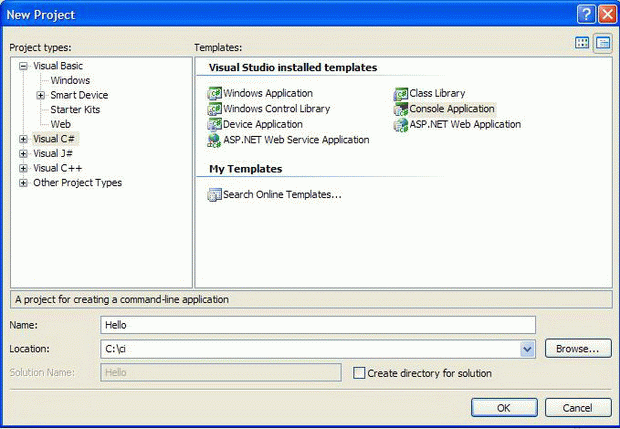 New Project
Project types:
Templates:
Visual Basic
Windows
Smart Device
Starter Kits
Web
Visual C#
Visual J#
Visual C++
Other Project Types
Visual Studio installed templates
Windows Application
Class Library
Windows Control Library
Console Application
Device Application
ASP.NET Web Application
ASP.NET Web Service Application
My Templates
Search Online Templates...
A project for creating a command-line application
Name:
Hello
Location:
C:\ci
Browse...
Solution Name:
Hello
Create directory for solution
OK
Cancel